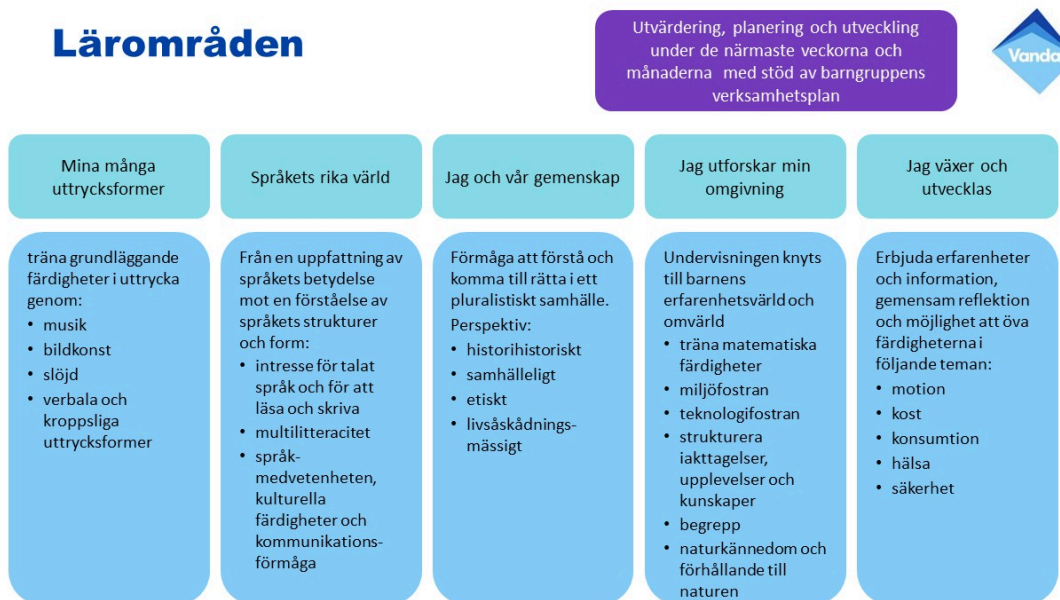 Lärområden
Utvärdering, planering och utveckling
under de närmaste veckorna och
månaderna med stöd av barngruppens
verksamhetsplan
Vanda
Mina många
uttrycksformer
träna grundläggande
färdigheter i uttrycka
genom:
• musik
• bildkonst
• slöjd
• verbala och
kroppsliga
uttrycksformer
Språkets rika värld
Från en uppfattning av
språkets betydelse
mot en förståelse av
språkets strukturer
och form:
• intresse för talat
språk och för att
läsa och skriva
• multilitteracitet
• språk-
medvetenheten,
kulturella
färdigheter och
kommunikations-
förmåga
Jag och vår gemenskap
Förmåga att förstå och
komma till rätta i ett
pluralistiskt samhälle.
Perspektiv:
• historihistoriskt
• samhälleligt
• etiskt
• livsåskådnings-
mässigt
Jag utforskar min
omgivning
Undervisningen knyts
till barnens
erfarenhetsvärld och
omvärld
• träna matematiska
färdigheter
• miljöfostran
• teknologifostran
• strukturera
iakttagelser,
upplevelser och
kunskaper
• begrepp
• naturkännedom och
förhållande till
naturen
Jag växer och
utvecklas
Erbjuda erfarenheter
och information,
gemensam reflektion
och möjlighet att öva
färdigheterna i
följande teman:
• motion
• kost
• konsumtion
• hälsa
• säkerhet